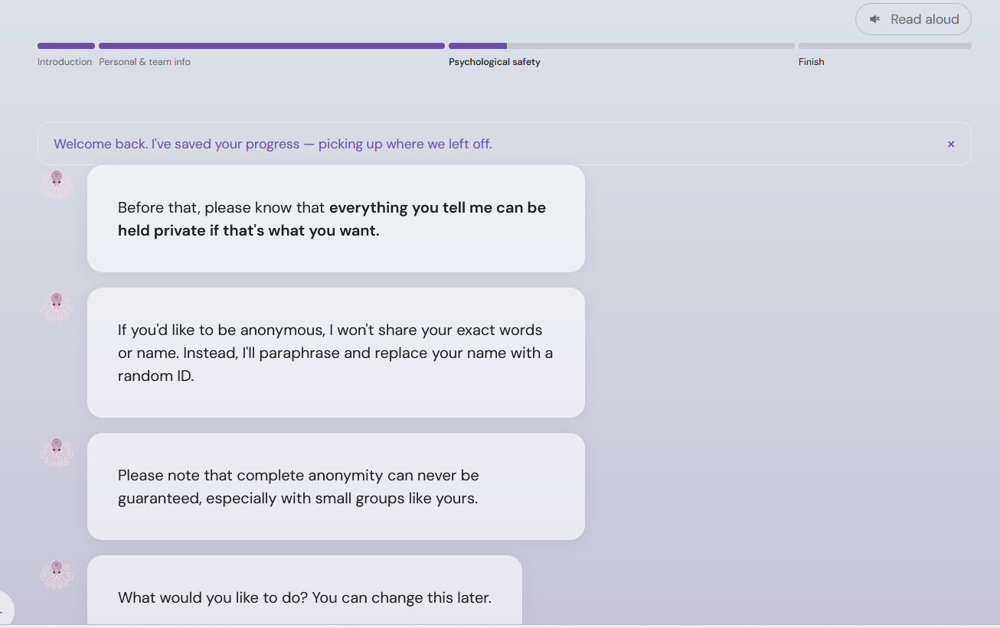 Read aloud
Introduction
Personal & team info
Psychological safety
Finish
Welcome back. I've saved your progress — picking up where we left off.
×
Before that, please know that everything you tell me can be
held private if that's what you want.
If you'd like to be anonymous, I won't share your exact words
or name. Instead, I'll paraphrase and replace your name with a
random ID.
Please note that complete anonymity can never be
guaranteed, especially with small groups like yours.
What would you like to do? You can change this later.